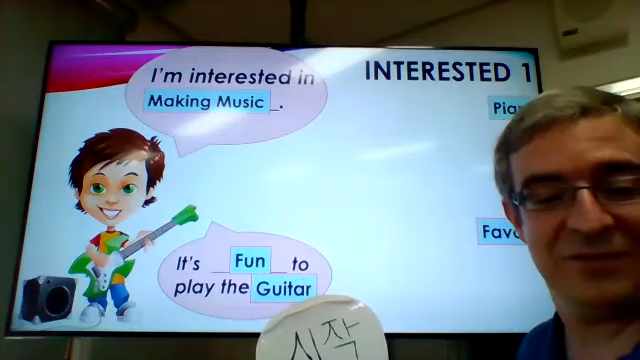 I'm interested in
Making Music _.
INTERESTED 1
It's _ Fun _ to
play the Guitar
시작